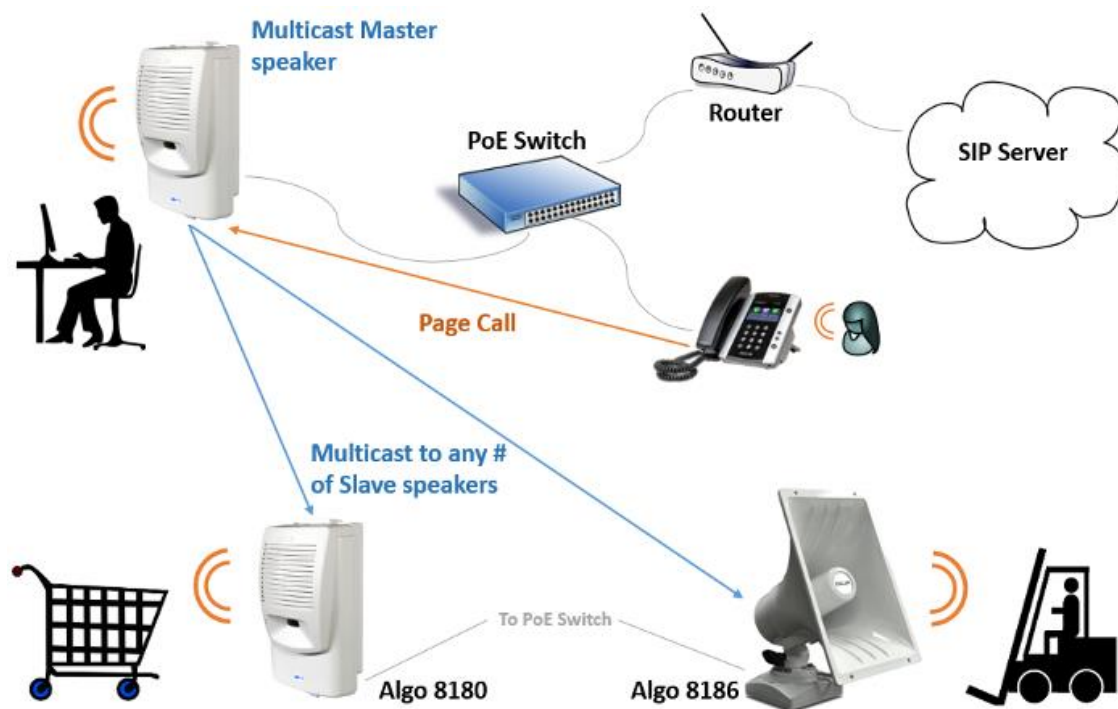 Multicast Master
speaker
Router
PoE Switch
SIP Server
Page Call
Multicast to any #
of Slave speakers
To PoE Switch
Algo 8180
Algo 8186